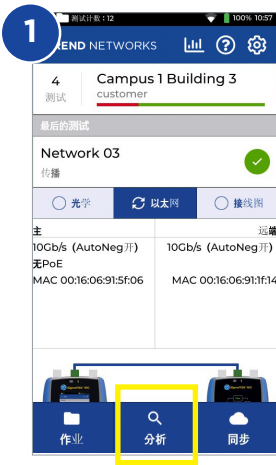 1
测试计数：12
100% 10:57
REND NETWORKS
4
测试
Campus 1 Building 3
customer
最后的测试
Network 03
传播
光学
以太网
接线图
主
远端
10Gb/s (AutoNeg开)
10Gb/s (AutoNeg开)
无PoE
MAC 00:16:06:91:5f:06
MAC 00:16:06:91:1f:14
作业
分析
同步